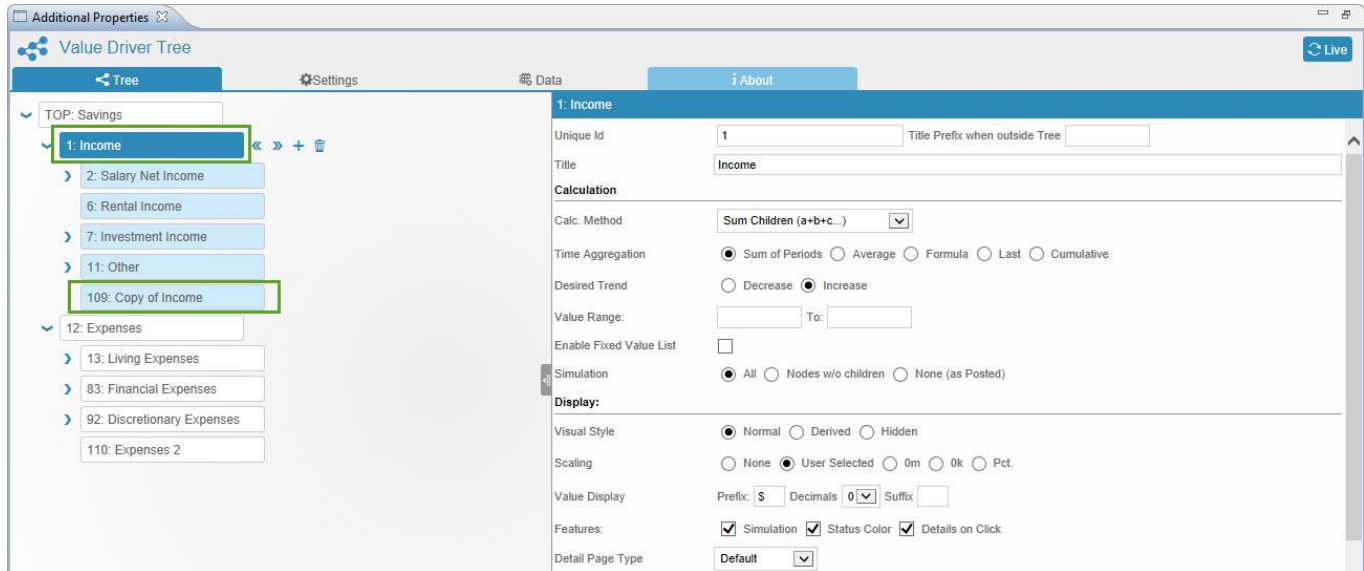 Additional Properties
Value Driver Tree
Live
Tree
Settings
Data
i About
TOP: Savings
1: Income
2: Salary Net Income
6: Rental Income
7: Investment Income
11: Other
109: Copy of Income
12: Expenses
13: Living Expenses
83: Financial Expenses
92: Discretionary Expenses
110: Expenses 2
1: Income
Unique Id 1 Title Prefix when outside Tree
Title Income
Calculation
Calc. Method Sum Children (a+b+c...)
Time Aggregation Sum of Periods Average Formula Last Cumulative
Desired Trend Decrease Increase
Value Range: To:
Enable Fixed Value List
Simulation All Nodes w/o children None (as Posted)
Display:
Visual Style Normal Derived Hidden
Scaling None User Selected 0m 0k Pct.
Value Display Prefix: $ Decimals 0 Suffix
Features: Simulation Status Color Details on Click
Detail Page Type Default